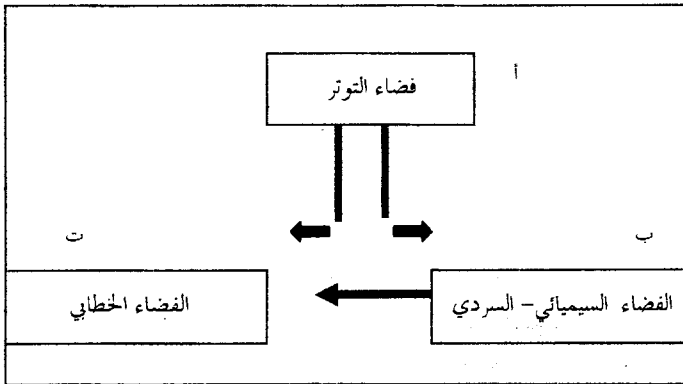 أ
فضاء التوتر
ب
ت
الفضاء السيميائي– السردي
الفضاء الخطابي